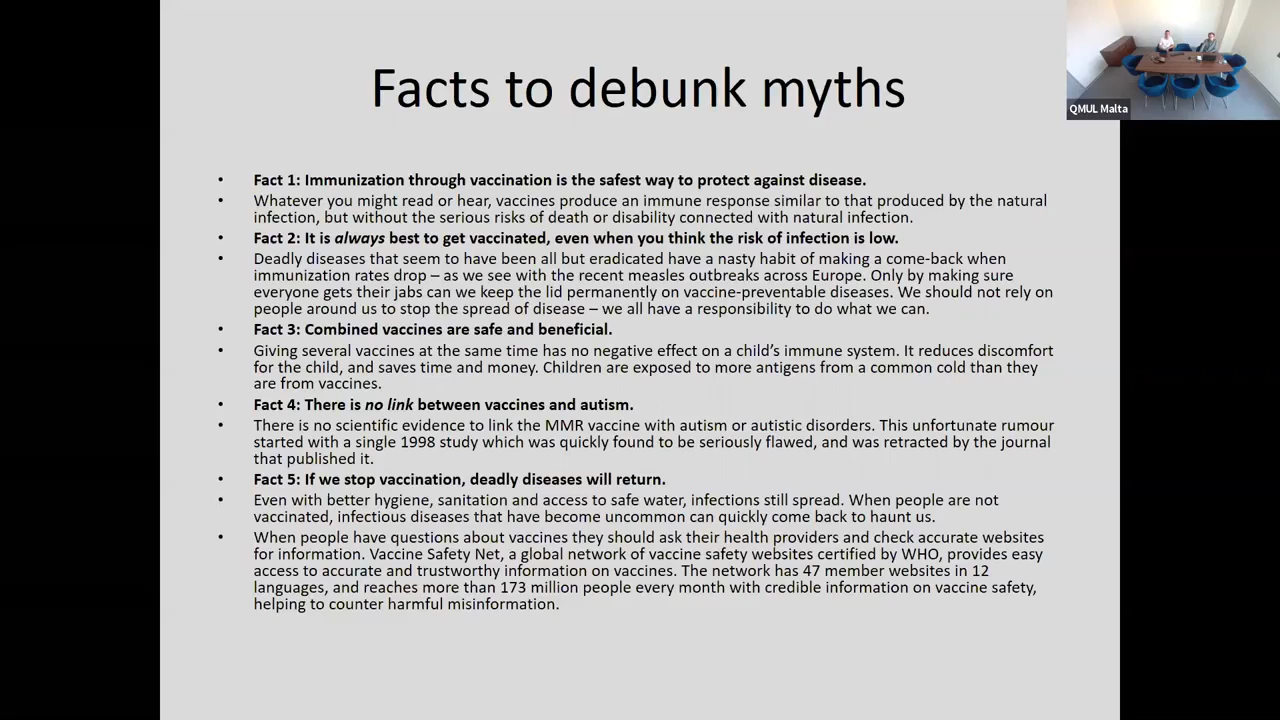 Facts to debunk myths
QMUL Malta
• Fact 1: Immunization through vaccination is the safest way to protect against disease.
• Whatever you might read or hear, vaccines produce an immune response similar to that produced by the natural
infection, but without the serious risks of death or disability connected with natural infection.
• Fact 2: It is always best to get vaccinated, even when you think the risk of infection is low.
• Deadly diseases that seem to have been all but eradicated have a nasty habit of making a come-back when
immunization rates drop – as we see with the recent measles outbreaks across Europe. Only by making sure
everyone gets their jabs can we keep the lid permanently on vaccine-preventable diseases. We should not rely on
people around us to stop the spread of disease – we all have a responsibility to do what we can.
• Fact 3: Combined vaccines are safe and beneficial.
• Giving several vaccines at the same time has no negative effect on a child’s immune system. It reduces discomfort
for the child, and saves time and money. Children are exposed to more antigens from a common cold than they
are from vaccines.
• Fact 4: There is no link between vaccines and autism.
• There is no scientific evidence to link the MMR vaccine with autism or autistic disorders. This unfortunate rumour
started with a single 1998 study which was quickly found to be seriously flawed, and was retracted by the journal
that published it.
• Fact 5: If we stop vaccination, deadly diseases will return.
• Even with better hygiene, sanitation and access to safe water, infections still spread. When people are not
vaccinated, infectious diseases that have become uncommon can quickly come back to haunt us.
• When people have questions about vaccines they should ask their health providers and check accurate websites
for information. Vaccine Safety Net, a global network of vaccine safety websites certified by WHO, provides easy
access to accurate and trustworthy information on vaccines. The network has 47 member websites in 12
languages, and reaches more than 173 million people every month with credible information on vaccine safety,
helping to counter harmful misinformation.